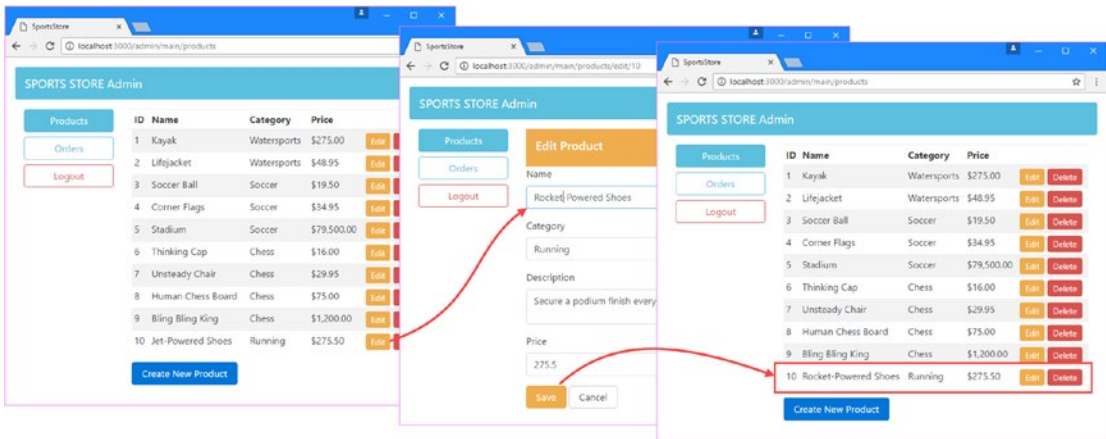 SportsStore
localhost:3000/admin/main/products
SPORTS STORE Admin
Products
Orders
Logout
ID Name Category Price
1 Kayak Watersports $275.00 Edit
2 Lifejacket Watersports $48.95 Edit
3 Soccer Ball Soccer $19.50 Edit
4 Corner Flags Soccer $34.95 Edit
5 Stadium Soccer $79,500.00 Edit
6 Thinking Cap Chess $16.00 Edit
7 Unsteady Chair Chess $29.95 Edit
8 Human Chess Board Chess $75.00 Edit
9 Bling Bling King Chess $1,200.00 Edit
10 Jet-Powered Shoes Running $275.50 Edit
Create New Product
SportsStore
localhost:3000/admin/main/products/edit/10
SPORTS STORE Admin
Products
Orders
Logout
Edit Product
Name
Rocket-Powered Shoes
Category
Running
Description
Secure a podium finish every
Price
275.5
Save Cancel
SportsStore
localhost:3000/admin/main/products
SPORTS STORE Admin
Products
Orders
Logout
ID Name Category Price
1 Kayak Watersports $275.00 Edit Delete
2 Lifejacket Watersports $48.95 Edit Delete
3 Soccer Ball Soccer $19.50 Edit Delete
4 Corner Flags Soccer $34.95 Edit Delete
5 Stadium Soccer $79,500.00 Edit Delete
6 Thinking Cap Chess $16.00 Edit Delete
7 Unsteady Chair Chess $29.95 Edit Delete
8 Human Chess Board Chess $75.00 Edit Delete
9 Bling Bling King Chess $1,200.00 Edit Delete
10 Rocket-Powered Shoes Running $275.50 Edit Delete
Create New Product